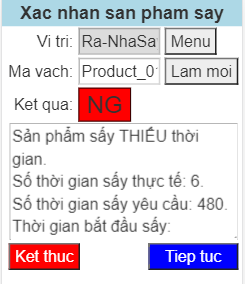 Xac nhan san pham say
Vi tri: Ra-NhaSa Menu
Ma vach: Product_0 Lam moi
Ket qua: NG
Sản phẩm sấy THIẾU thời
gian.
Số thời gian sấy thực tế: 6.
Số thời gian sấy yêu cầu: 480.
Thời gian bắt đầu sấy:
Ket thuc Tiep tuc